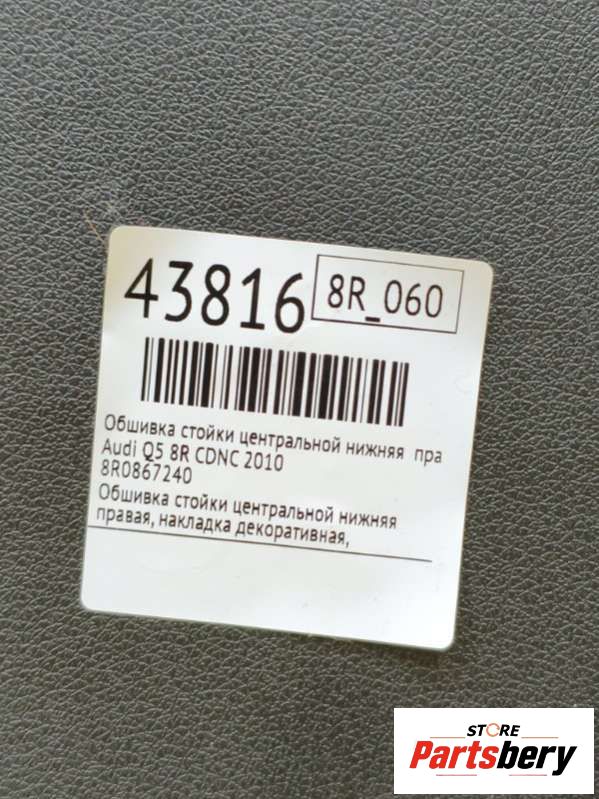 43816
8R_060
Обшивка стойки центральной нижняя пра
Audi Q5 8R CDNC 2010
8R0867240
Обшивка стойки центральной нижняя
правая, накладка декоративная,
STORE
Partsbery